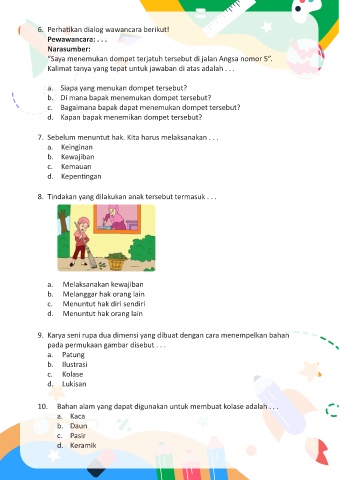 6. Perhatikan dialog wawancara berikut!
Pewawancara: . . .
Narasumber:
"Saya menemukan dompet terjatuh tersebut di jalan Angsa nomor 5".
Kalimat tanya yang tepat untuk jawaban di atas adalah . . .
a. Siapa yang menukan dompet tersebut?
b. Di mana bapak menemukan dompet tersebut?
c. Bagaimana bapak dapat menemukan dompet tersebut?
d. Kapan bapak menemikan dompet tersebut?
7. Sebelum menuntut hak. Kita harus melaksanakan . . .
a. Keinginan
b. Kewajiban
c. Kemauan
d. Kepentingan
8. Tindakan yang dilakukan anak tersebut termasuk . . .
a. Melaksanakan kewajiban
b. Melanggar hak orang lain
c. Menuntut hak diri sendiri
d. Menuntut hak orang lain
9. Karya seni rupa dua dimensi yang dibuat dengan cara menempelkan bahan
pada permukaan gambar disebut . . .
a. Patung
b. Ilustrasi
c. Kolase
d. Lukisan
10. Bahan alam yang dapat digunakan untuk membuat kolase adalah . . .
a. Kaca
b. Daun
c. Pasir
d. Keramik